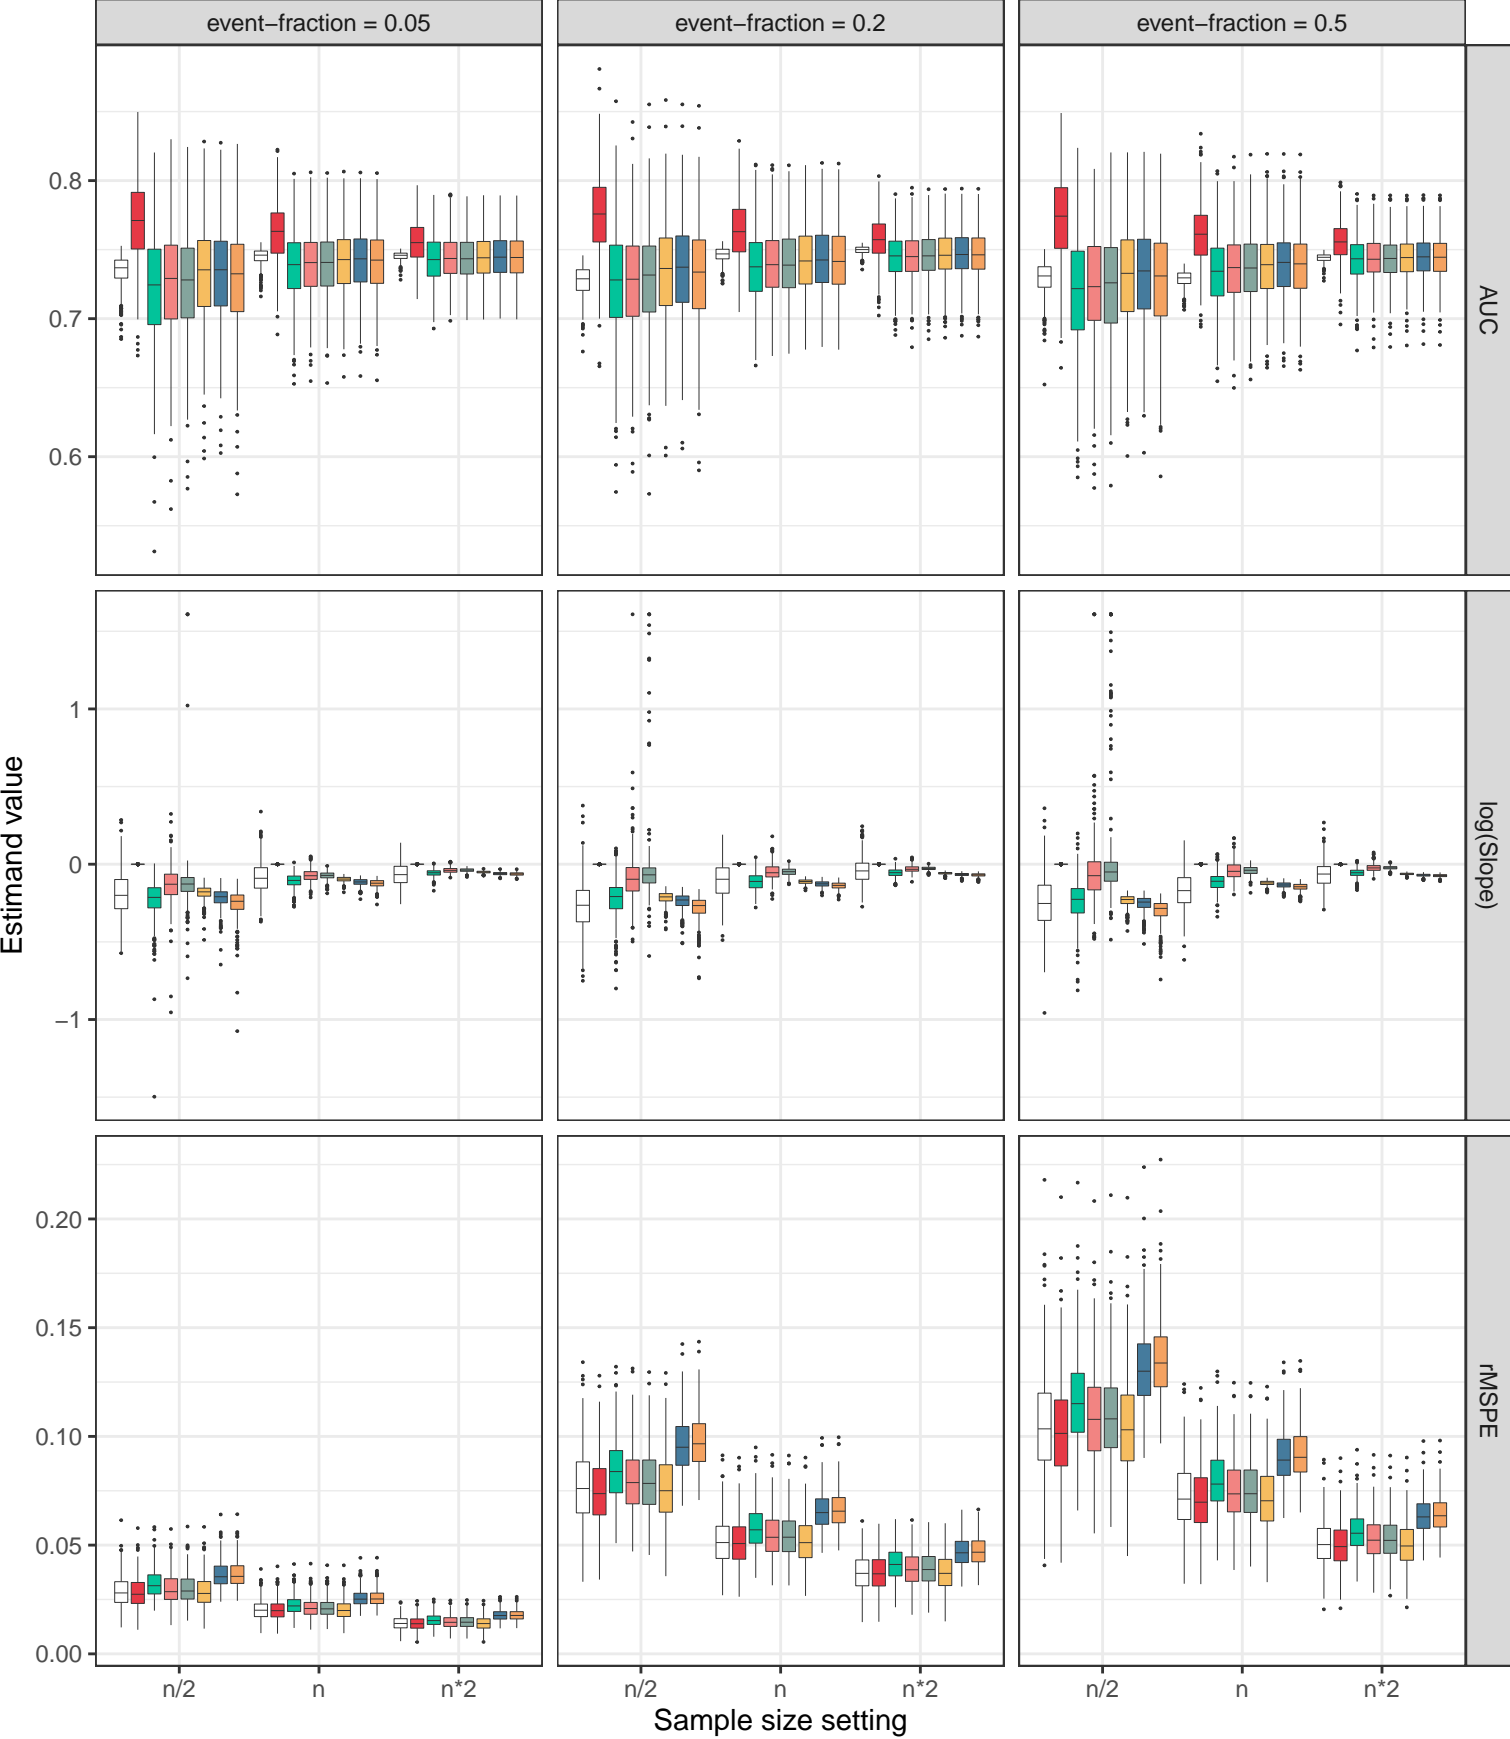 event−fraction = 0.05
event−fraction = 0.2
event−fraction = 0.5
0.8
0.7
0.6
AUC
1
0
−1
log(Slope)
Estimand value
0.20
0.15
0.10
0.05
0.00
rMSPE
n/2
n
n*2
n/2
n
n*2
n/2
n
n*2
Sample size setting